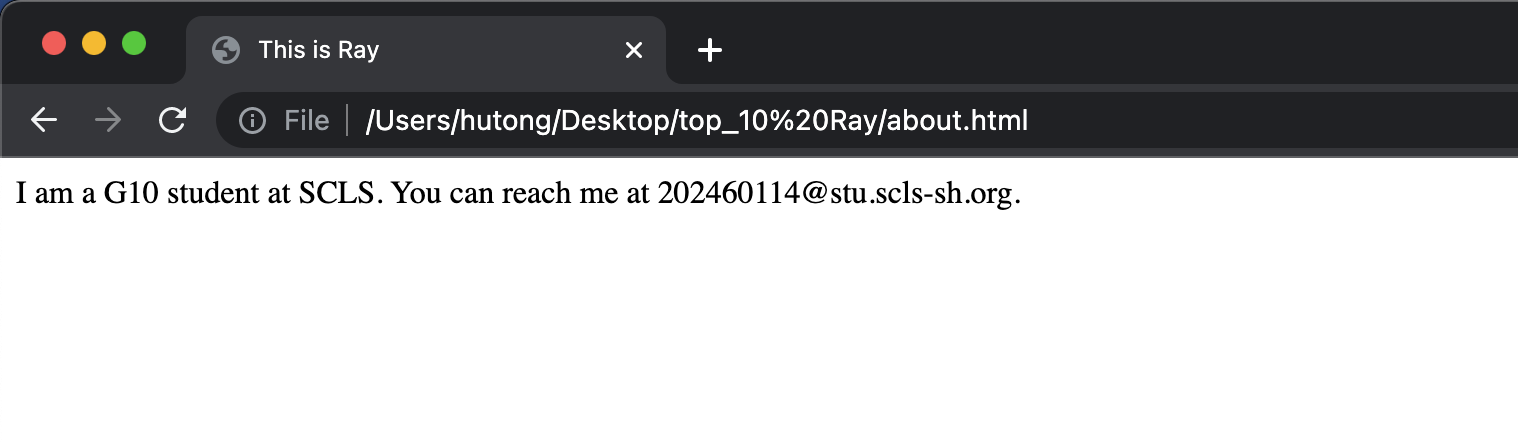 This is Ray
File /Users/hutong/Desktop/top_10%20Ray/about.html
I am a G10 student at SCLS. You can reach me at 202460114@stu.scls-sh.org.